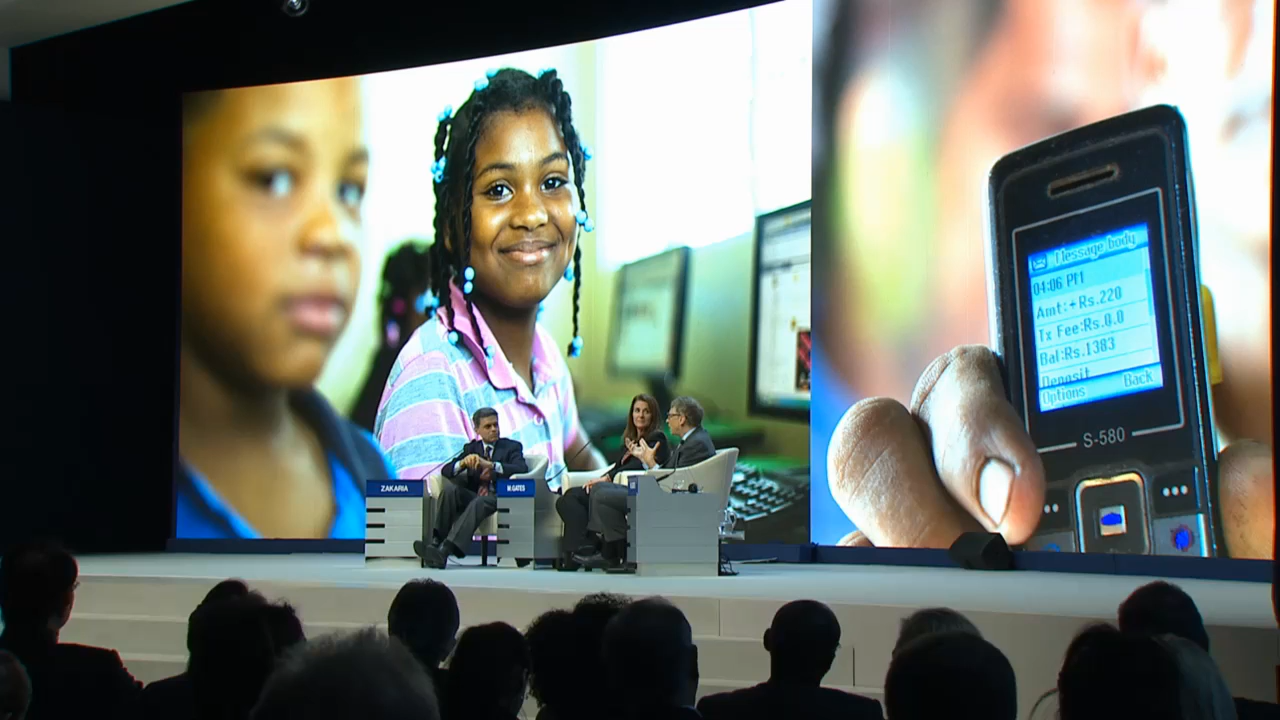 ZAKARIA
M.GATES
Message body
04:06 PM
Amt:+Rs.220
Tx Fee:Rs.0.0
Bal:Rs.1383
Deposit
Options Back
S-580